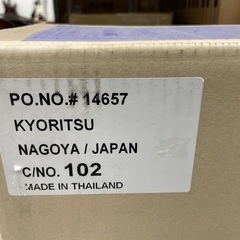 PO.NO.# 14657
KYORITSU
NAGOYA / JAPAN
C/NO. 102
MADE IN THAILAND